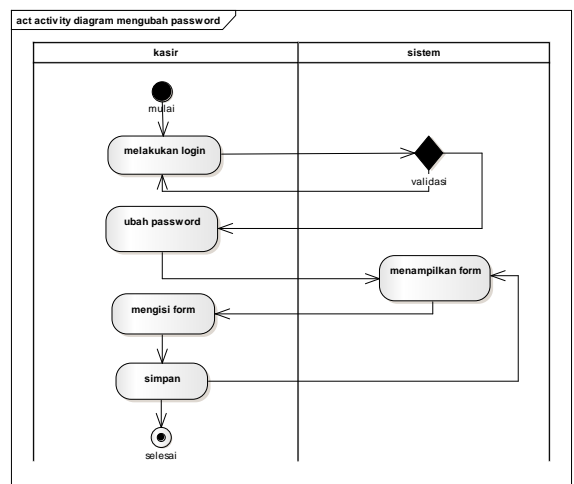 act activity diagram mengubah password
kasir
sistem
mulai
melakukan login
validasi
ubah password
menampilkan form
mengisi form
simpan
selesai